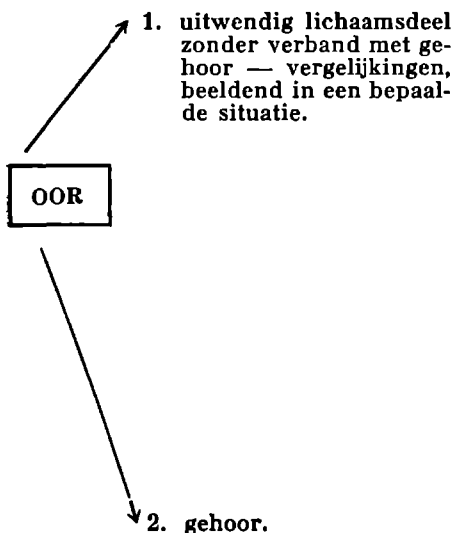 1. uitwendig lichaamsdeel
zonder verband met ge-
hoor — vergelijkingen,
beeldend in een bepaal-
de situatie.
OOR
2. gehoor.